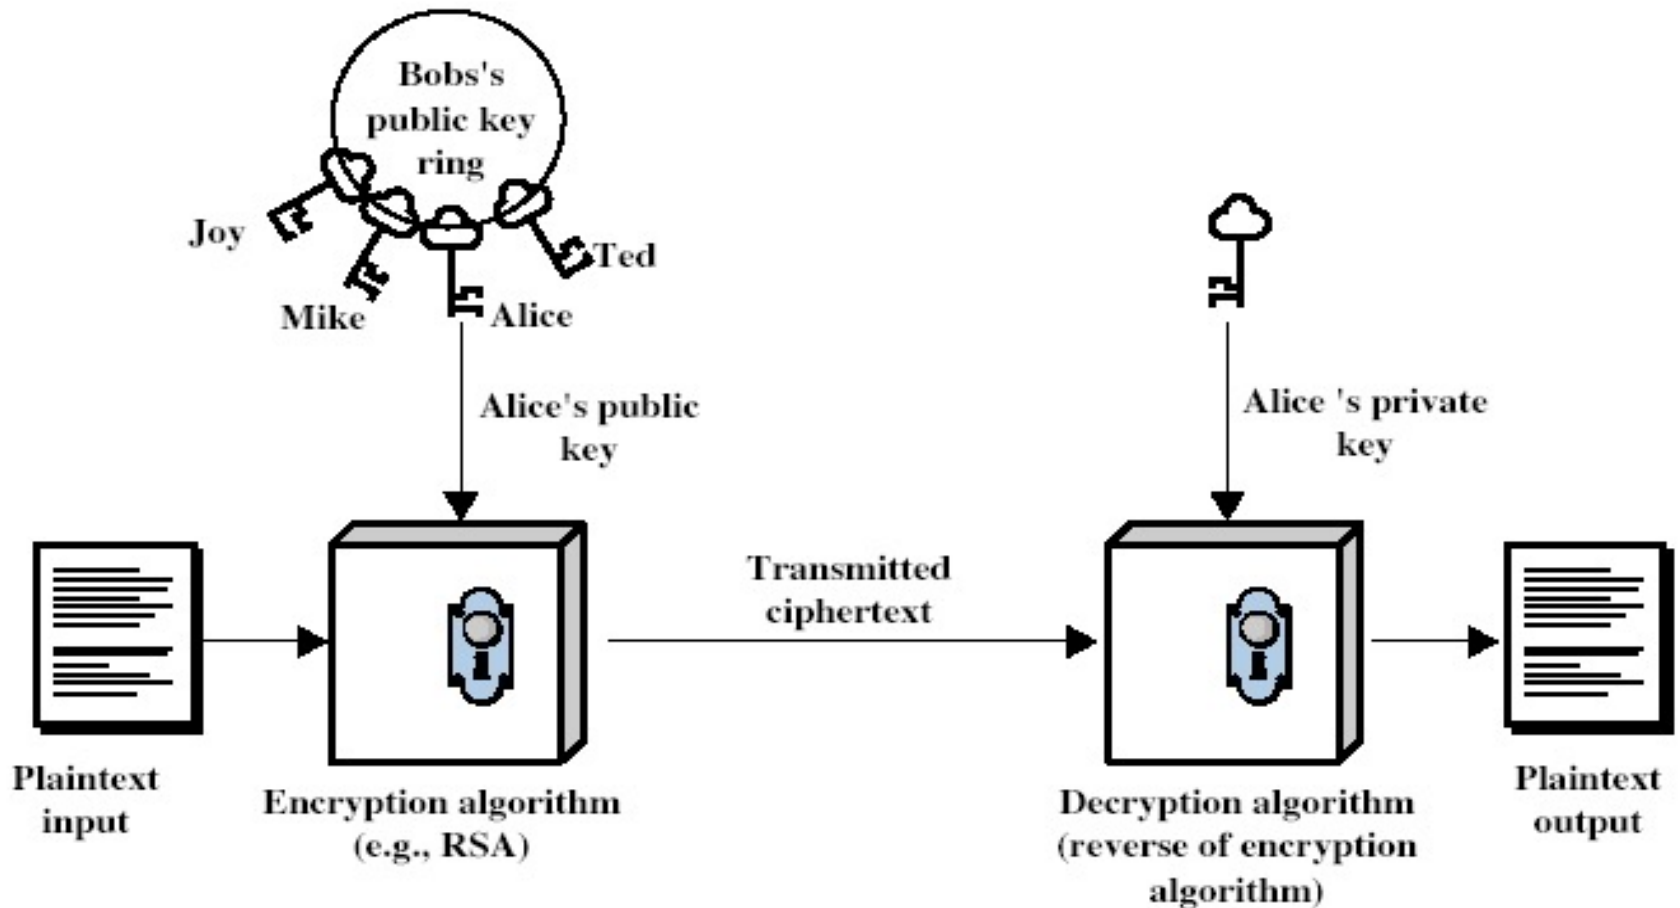 Bobs's
public key
ring
Joy
Ted
Mike
Alice
Alice's public
key
Alice 's private
key
Transmitted
ciphertext
Plaintext
input
Encryption algorithm
(e.g., RSA)
Decryption algorithm
(reverse of encryption
algorithm)
Plaintext
output